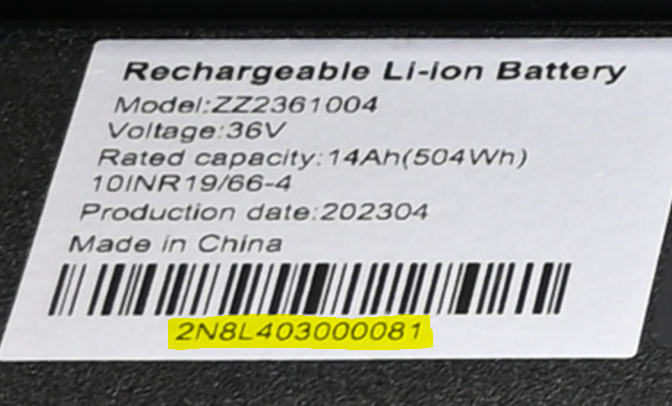 Rechargeable Li-ion Battery
Model:ZZ2361004
Voltage:36V
Rated capacity:14Ah(504Wh)
10INR19/66-4
Production date:202304
Made in China
2N8L403000081